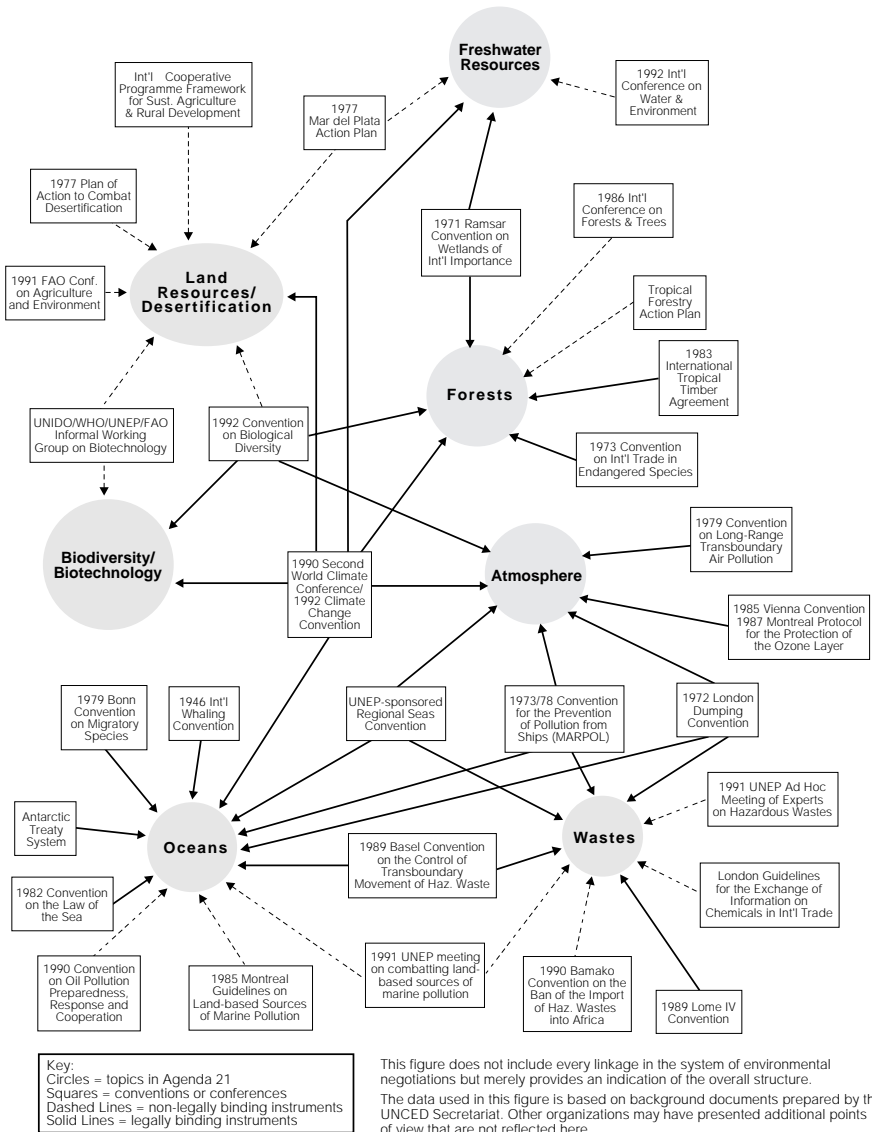 Freshwater
Resources
Int'l Cooperative
Programme Framework
for Sust. Agriculture
& Rural Development
1977
Mar del Plata
Action Plan
1992 Int'l
Conference on
Water &
Environment
1977 Plan of
Action to Combat
Desertification
1971 Ramsar
Convention on
Wetlands of
Int'l Importance
1986 Int'l
Conference on
Forests & Trees
1991 FAO Conf.
on Agriculture
and Environment
Land
Resources/
Desertification
Tropical
Forestry
Action Plan
1983
International
Tropical
Timber
Agreement
Forests
UNIDO/WHO/UNEP/FAO
Informal Working
Group on Biotechnology
1992 Convention
on Biological
Diversity
1973 Convention
on Int'l Trade in
Endangered Species
Biodiversity/
Biotechnology
1990 Second
World Climate
Conference/
1992 Climate
Change
Convention
Atmosphere
1979 Convention
on Long-Range
Transboundary
Air Pollution
1985 Vienna Convention
1987 Montreal Protocol
for the Protection of
the Ozone Layer
1979 Bonn
Convention
on Migratory
Species
1946 Int'l
Whaling
Convention
UNEP-sponsored
Regional Seas
Convention
1973/78 Convention
for the Prevention
of Pollution from
Ships (MARPOL)
1972 London
Dumping
Convention
1991 UNEP Ad Hoc
Meeting of Experts
on Hazardous Wastes
Antarctic
Treaty
System
Oceans
1989 Basel Convention
on the Control of
Transboundary
Movement of Haz. Waste
Wastes
1982 Convention
on the Law of
the Sea
London Guidelines
for the Exchange of
Information on
Chemicals in Int'l Trade
1990 Convention
on Oil Pollution
Preparedness,
Response and
Cooperation
1985 Montreal
Guidelines on
Land-based Sources
of Marine Pollution
1991 UNEP meeting
on combatting land-
based sources of
marine pollution
1990 Bamako
Convention on the
Ban of the Import
of Haz. Wastes
into Africa
1989 Lome IV
Convention
Key:
Circles = topics in Agenda 21
Squares = conventions or conferences
Dashed Lines = non-legally binding instruments
Solid Lines = legally binding instruments
This figure does not include every linkage in the system of environmental
negotiations but merely provides an indication of the overall structure.
The data used in this figure is based on background documents prepared by th
UNCED Secretariat. Other organizations may have presented additional points
of view that are not reflected here.